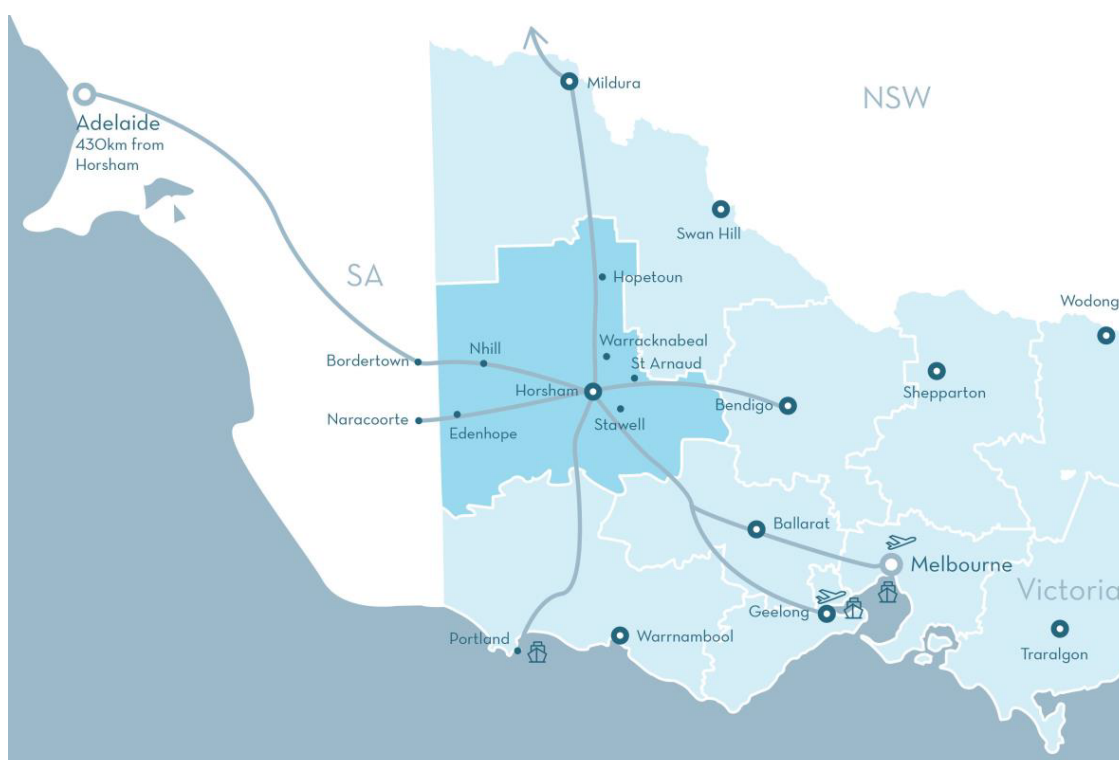 Mildura
NSW
Adelaide
430km from
Horsham
Swan Hill
SA
Hopetoun
Wodong
Warracknabeal
Nhill
Bordertown
St Arnaud
Shepparton
Horsham
Bendigo
Naracoorte
Edenhope
Stawell
Ballarat
Melbourne
Victoria
Geelong
Portland
Warrnambool
Traralgon